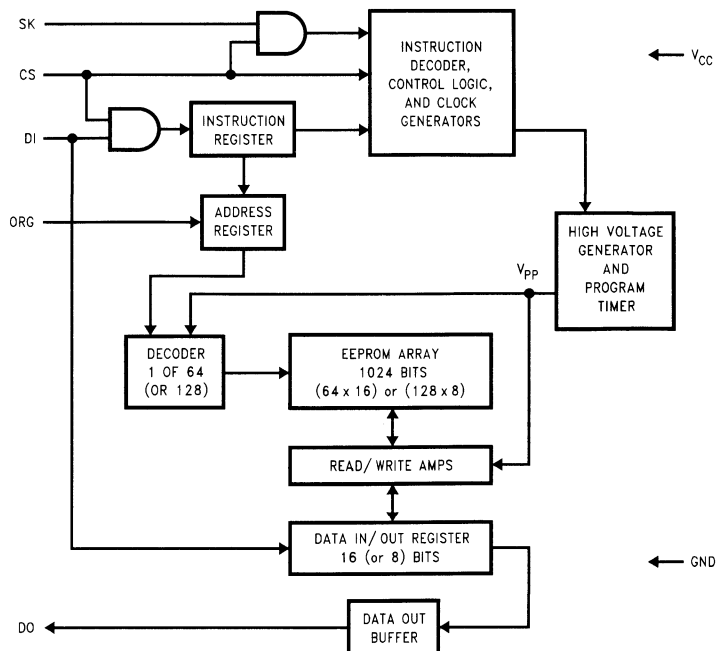 SK
INSTRUCTION
DECODER,
CONTROL LOGIC,
AND CLOCK
GENERATORS
VCC
CS
INSTRUCTION
REGISTER
DI
ADDRESS
REGISTER
ORG
HIGH VOLTAGE
GENERATOR
AND
PROGRAM
TIMER
VPP
DECODER
1 OF 64
(OR 128)
EEPROM ARRAY
1024 BITS
(64 x 16) or (128 x 8)
READ/WRITE AMPS
DATA IN/OUT REGISTER
16 (or 8) BITS
GND
DO
DATA OUT
BUFFER